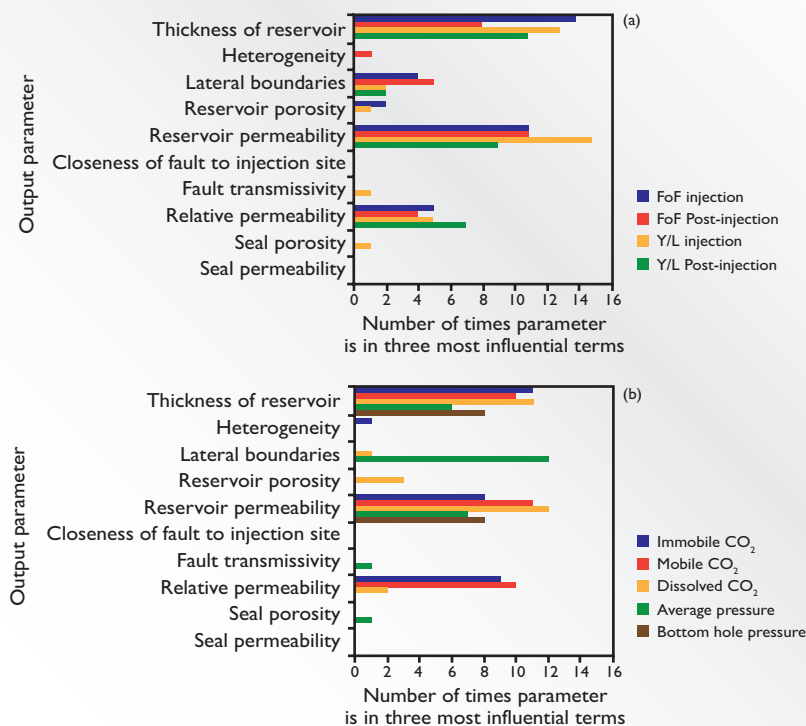 (a)
Output parameter
Thickness of reservoir
Heterogeneity
Lateral boundaries
Reservoir porosity
Reservoir permeability
Closeness of fault to injection site
Fault transmissivity
Relative permeability
Seal porosity
Seal permeability
FoF injection
FoF Post-injection
Y/L injection
Y/L Post-injection
0 2 4 6 8 10 12 14 16
Number of times parameter
is in three most influential terms
(b)
Output parameter
Thickness of reservoir
Heterogeneity
Lateral boundaries
Reservoir porosity
Reservoir permeability
Closeness of fault to injection site
Fault transmissivity
Relative permeability
Seal porosity
Seal permeability
Immobile CO₂
Mobile CO₂
Dissolved CO₂
Average pressure
Bottom hole pressure
0 2 4 6 8 10 12 14 16
Number of times parameter
is in three most influential terms